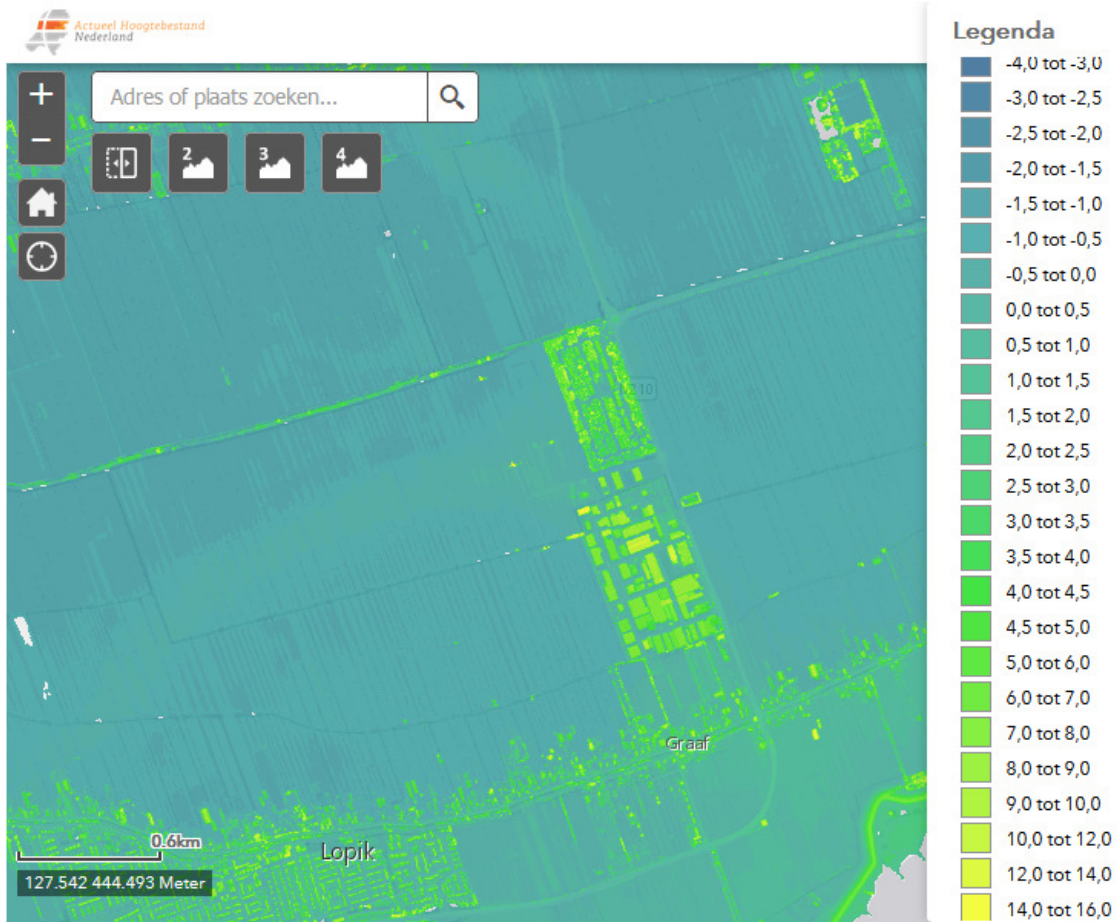 Actueel Hoogtebestand
Nederland
+
Adres of plaats zoeken...
−
2
3
4
Graaf
Lopik
0.6km
127.542 444.493 Meter
Legenda
-4,0 tot -3,0
-3,0 tot -2,5
-2,5 tot -2,0
-2,0 tot -1,5
-1,5 tot -1,0
-1,0 tot -0,5
-0,5 tot 0,0
0,0 tot 0,5
0,5 tot 1,0
1,0 tot 1,5
1,5 tot 2,0
2,0 tot 2,5
2,5 tot 3,0
3,0 tot 3,5
3,5 tot 4,0
4,0 tot 4,5
4,5 tot 5,0
5,0 tot 6,0
6,0 tot 7,0
7,0 tot 8,0
8,0 tot 9,0
9,0 tot 10,0
10,0 tot 12,0
12,0 tot 14,0
14,0 tot 16,0